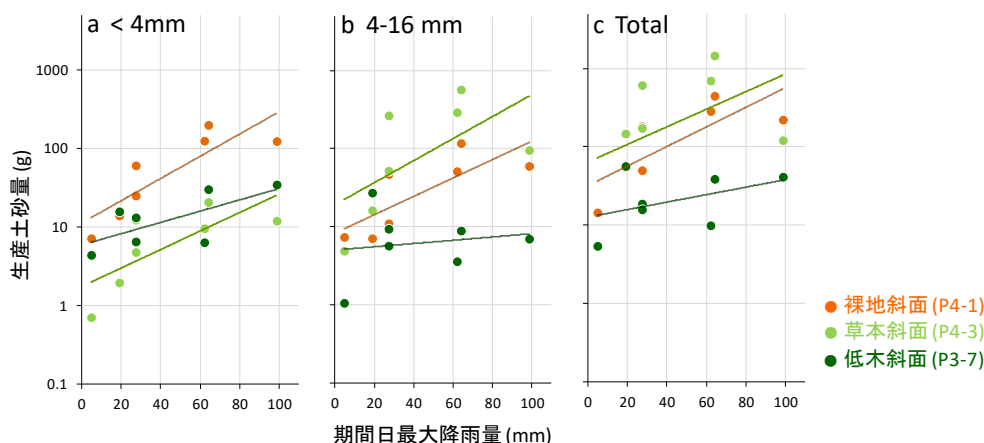 a < 4mm
b 4-16 mm
c Total
生産土砂量 (g)
1000
100
10
1
0.1
0 20 40 60 80 100
0 20 40 60 80 100
0 20 40 60 80 100
期間日最大降雨量 (mm)
裸地斜面 (P4-1)
草本斜面 (P4-3)
低木斜面 (P3-7)